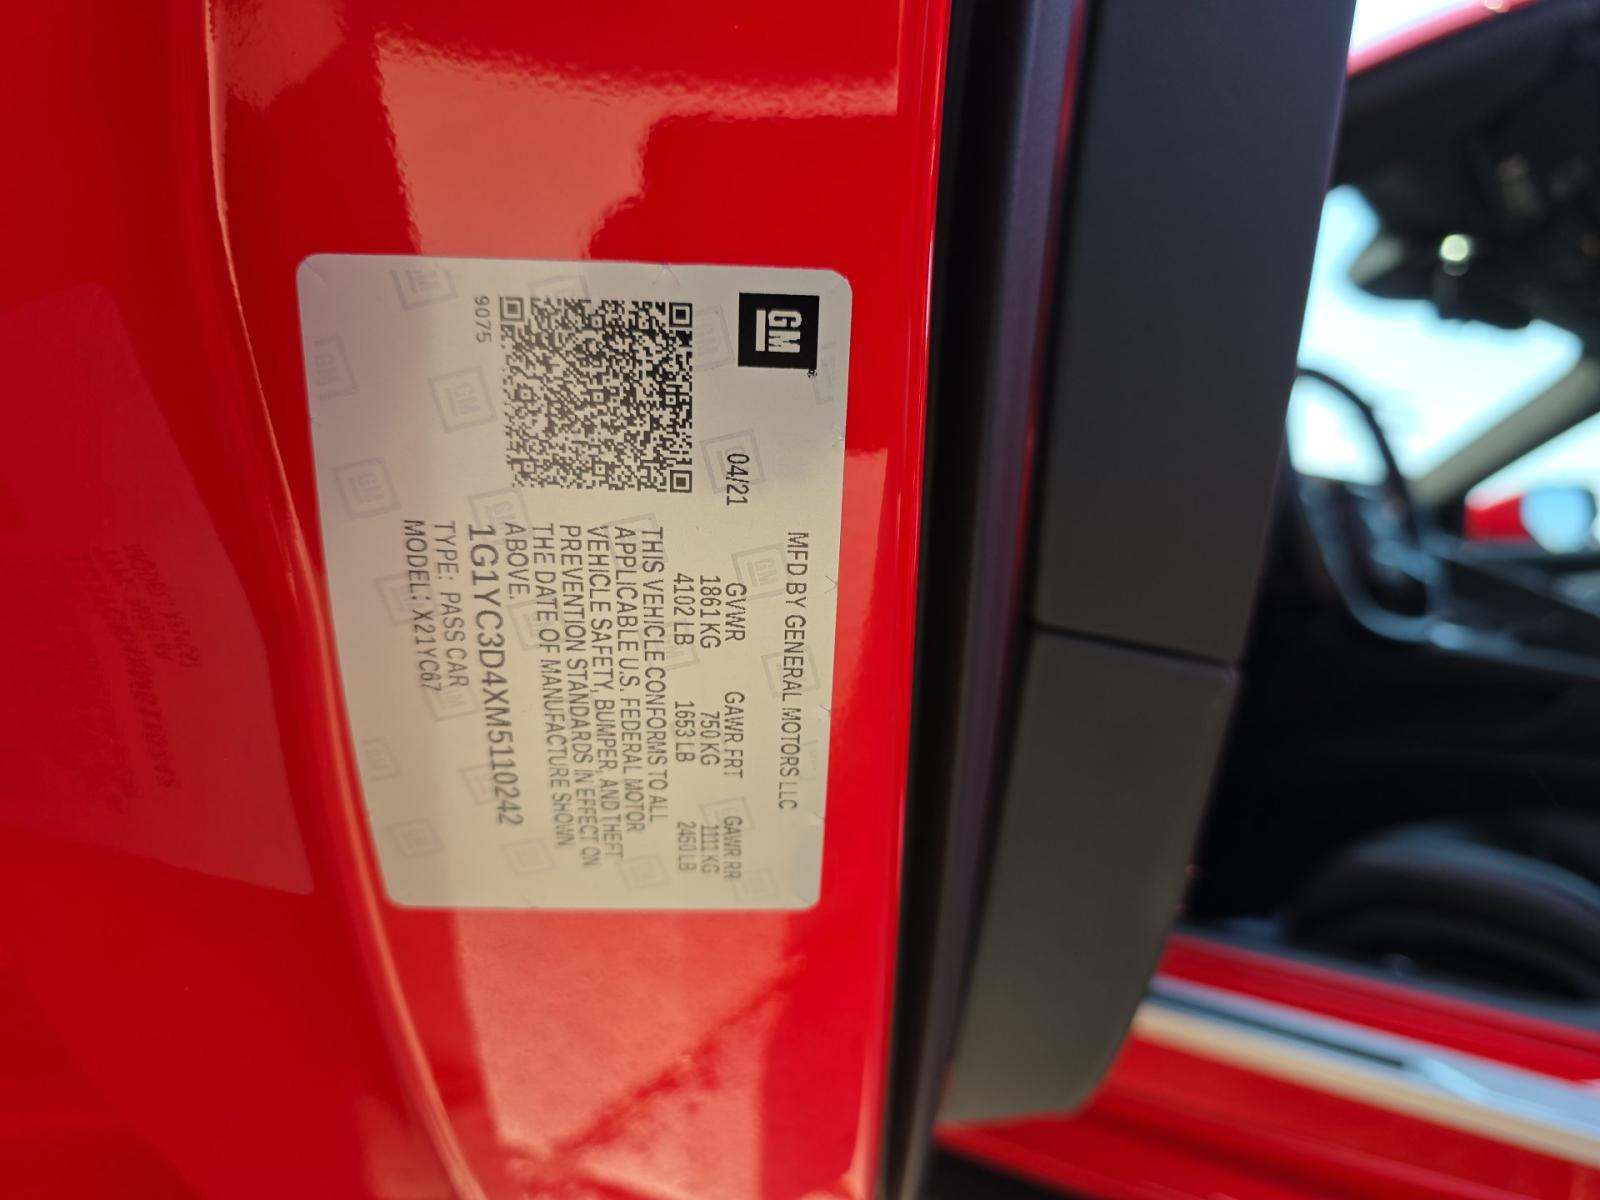 GM
MFD BY GENERAL MOTORS LLC
04/21
GVWR GAWR FRT GAWR RR
1861 KG 750 KG 1111 KG
4102 LB 1653 LB 2450 LB
THIS VEHICLE CONFORMS TO ALL
APPLICABLE U.S. FEDERAL MOTOR
VEHICLE SAFETY, BUMPER, AND THEFT
PREVENTION STANDARDS IN EFFECT ON
THE DATE OF MANUFACTURE SHOWN
ABOVE.
9075
1G1YC3D4XM5110242
TYPE: PASS CAR
MODEL: X21YC67